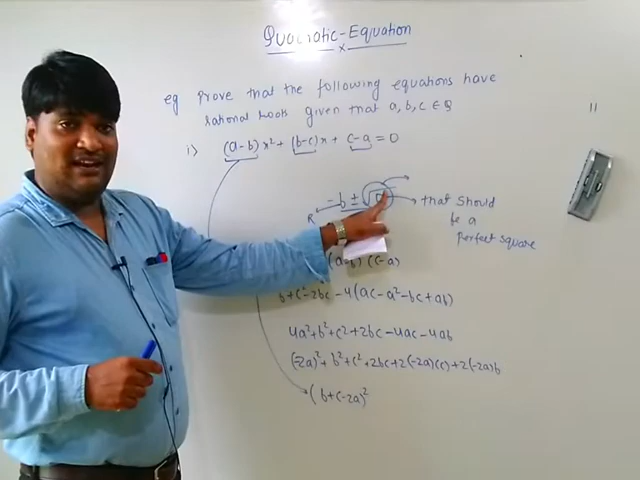 Quadratic-Equation
x
eg Prove that the following equations have
rational roots given that a, b, c ∈ Q
i> (a-b)x² + (b-c)x + c-a = 0
-b ± √D
R
that should
be a
perfect square
(a-b) (c-a)
b²+c²-2bc-4(ac-a²-bc+ab)
4a²+b²+c²+2bc-4ac-4ab
(-2a)²+b²+c²+2bc+2(-2a)(c)+2(-2a)b
(b+c-2a)²